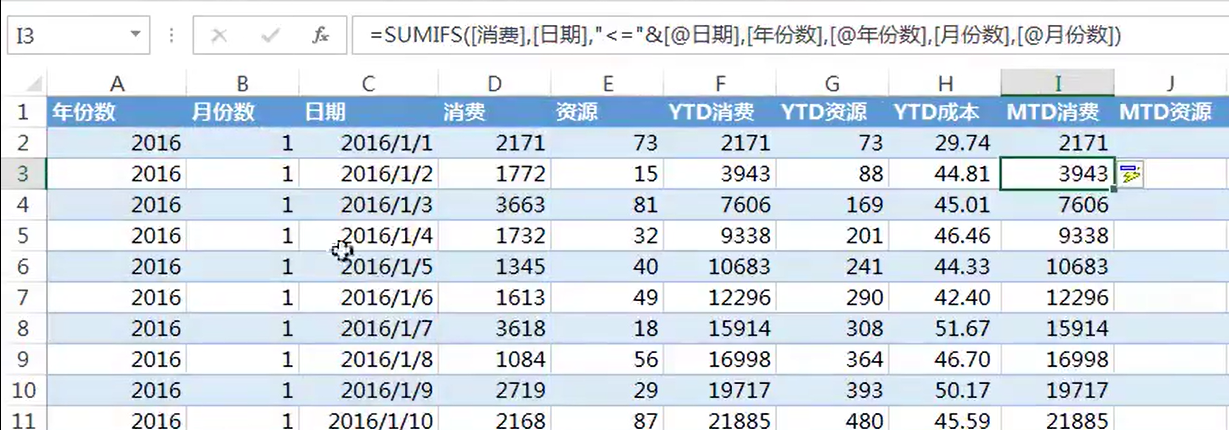 I3 fx =SUMIFS([消费],[日期],"<="&[@日期],[年份数],[@年份数],[月份数],[@月份数])
A B C D E F G H I J
1 年份数 月份数 日期 消费 资源 YTD消费 YTD资源 YTD成本 MTD消费 MTD资源
2 2016 1 2016/1/1 2171 73 2171 73 29.74 2171
3 2016 1 2016/1/2 1772 15 3943 88 44.81 3943
4 2016 1 2016/1/3 3663 81 7606 169 45.01 7606
5 2016 1 2016/1/4 1732 32 9338 201 46.46 9338
6 2016 1 2016/1/5 1345 40 10683 241 44.33 10683
7 2016 1 2016/1/6 1613 49 12296 290 42.40 12296
8 2016 1 2016/1/7 3618 18 15914 308 51.67 15914
9 2016 1 2016/1/8 1084 56 16998 364 46.70 16998
10 2016 1 2016/1/9 2719 29 19717 393 50.17 19717
11 2016 1 2016/1/10 2168 87 21885 480 45.59 21885